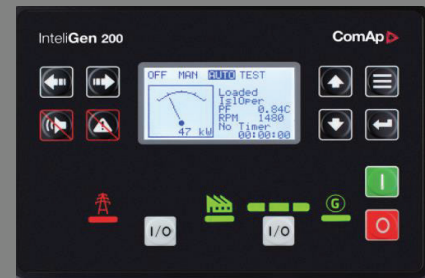 InteliGen 200
ComAp
OFF MAN AUTO TEST
Loaded
IslOper
PF 0.84C
RPM 1480
No Timer
00:00:00
47 kW
I
G
I/O
I/O
O